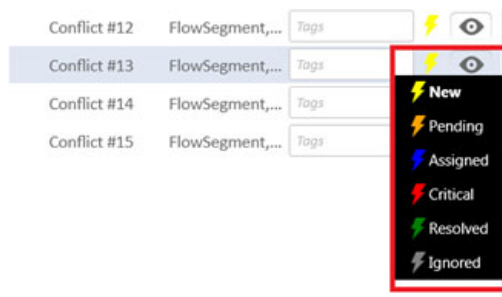 Conflict #12 FlowSegment,... Tags
Conflict #13 FlowSegment,... Tags
Conflict #14 FlowSegment,... Tags
Conflict #15 FlowSegment,... Tags
New
Pending
Assigned
Critical
Resolved
Ignored